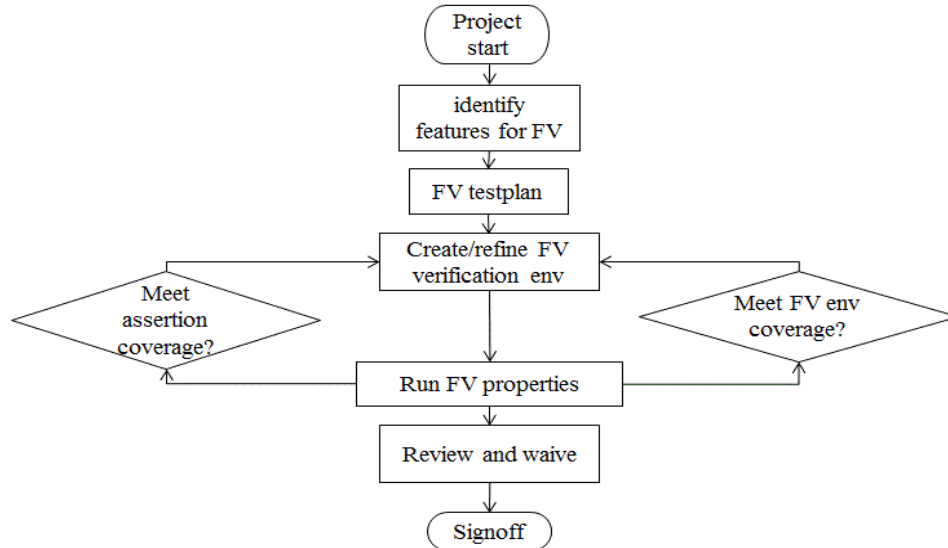 Project
start
identify
features for FV
FV testplan
Create/refine FV
verification env
Meet
assertion
coverage?
Meet FV env
coverage?
Run FV properties
Review and waive
Signoff